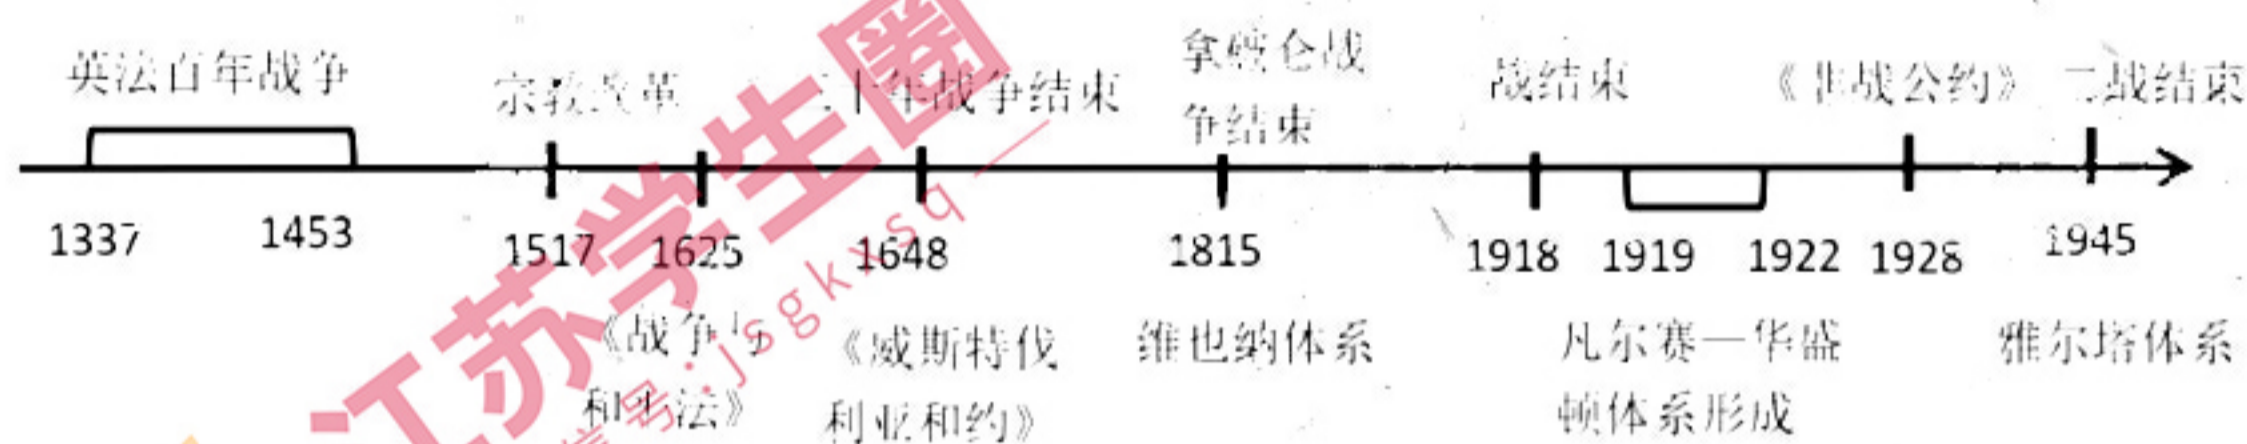 英法百年战争
宗教改革
十年战争结束
拿破仑战
争结束
战结束
《非战公约》
二战结束
1337
1453
1517
1625
1648
1815
1918
1919
1922
1928
1945
《战争与
和平法》
《威斯特伐
利亚和约》
维也纳体系
凡尔赛—华盛
顿体系形成
雅尔塔体系
江苏学生圈
信号:jsgkxsq